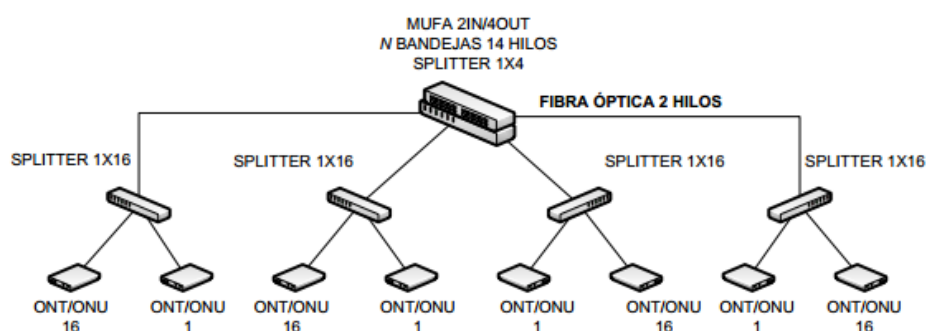 MUFA 2IN/4OUT
N BANDEJAS 14 HILOS
SPLITTER 1X4
FIBRA ÓPTICA 2 HILOS
SPLITTER 1X16
SPLITTER 1X16
SPLITTER 1X16
SPLITTER 1X16
ONT/ONU
16
ONT/ONU
1
ONT/ONU
16
ONT/ONU
1
ONT/ONU
1
ONT/ONU
16
ONT/ONU
1
ONT/ONU
16